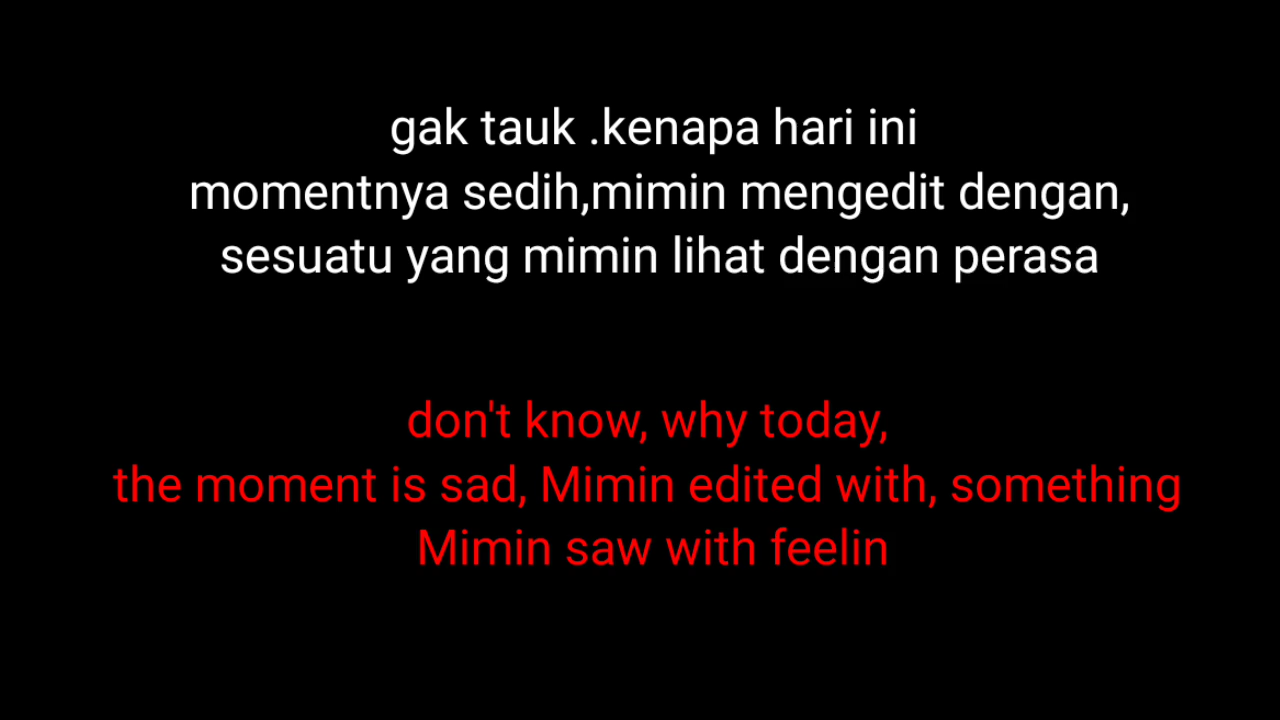 gak tauk .kenapa hari ini
momentnya sedih,mimin mengedit dengan,
sesuatu yang mimin lihat dengan perasa
don't know, why today,
the moment is sad, Mimin edited with, something
Mimin saw with feelin